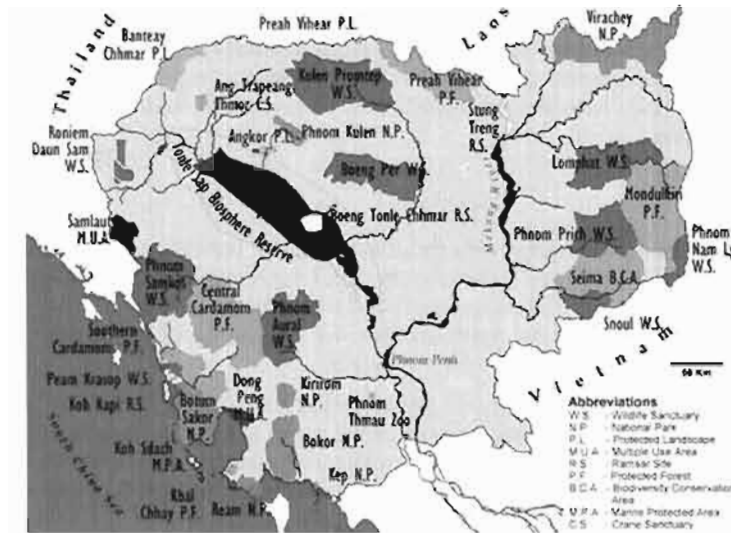 Thailand
Laos
Vietnam
South China Sea
Banteay
Chhmar P.L.
Preah Vihear P.L.
Virachey
N.P.
Ang Trapeang
Thmor C.S.
Kulen Promtep
W.S.
Preah Vihear
P.F.
Stung
Treng
R.S.
Roniem
Daun Sam
W.S.
Angkor P.L.
Phnom Kulen N.P.
Boeng Per W.S.
Lomphat W.S.
Mondulkiri
P.F.
Tonle Sap Biosphere Reserve
Boeng Tonle Chhmar R.S.
Mekong River
Samlaut
M.U.A.
Phnom Prich W.S.
Phnom
Nam
W.S.
Phnom
Samkos
W.S.
Central
Cardamom
P.F.
Phnom
Aural
W.S.
Seima B.C.A.
Snoul W.S.
Southern
Cardamoms P.F.
Phnom Penh
Peam Krasop W.S.
Koh Kapi R.S.
Botum
Sakor
N.P.
Dong
Peng
M.U.A.
Kirirom
N.P.
Phnom
Thmau Zoo
Koh Sdach
M.P.A.
Bokor N.P.
Kep N.P.
Chhay P.F.
Ream N.P.
Km
Abbreviations
W.S. - Wildlife Sanctuary
N.P. - National Park
P.L. - Protected Landscape
M.U.A. - Multiple Use Area
R.S. - Ramsar Site
P.F. - Protected Forest
B.C.A. - Biodiversity Conservation
Area
M.P.A. - Marine Protected Area
C.S. - Crane Sanctuary